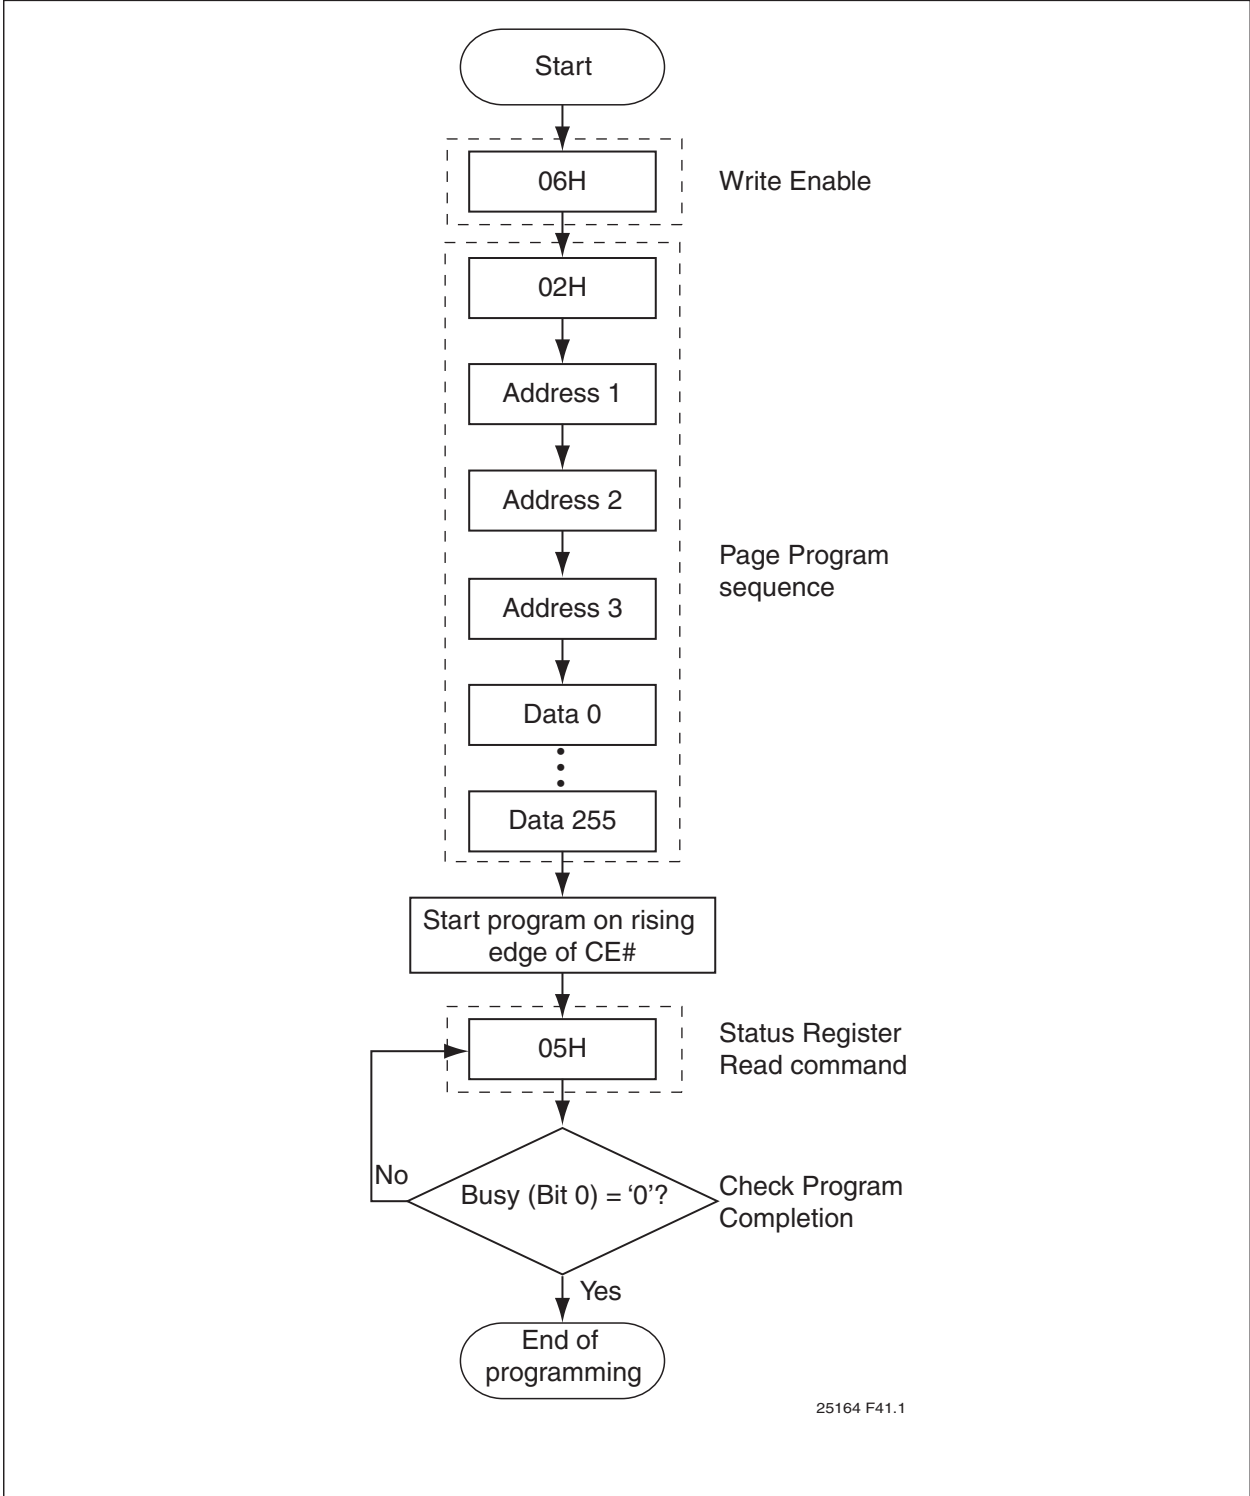 Start
06H
Write Enable
02H
Address 1
Address 2
Page Program
sequence
Address 3
Data 0
Data 255
Start program on rising
edge of CE#
05H
Status Register
Read command
No
Busy (Bit 0) = ‘0’?
Check Program
Completion
Yes
End of
programming
25164 F41.1